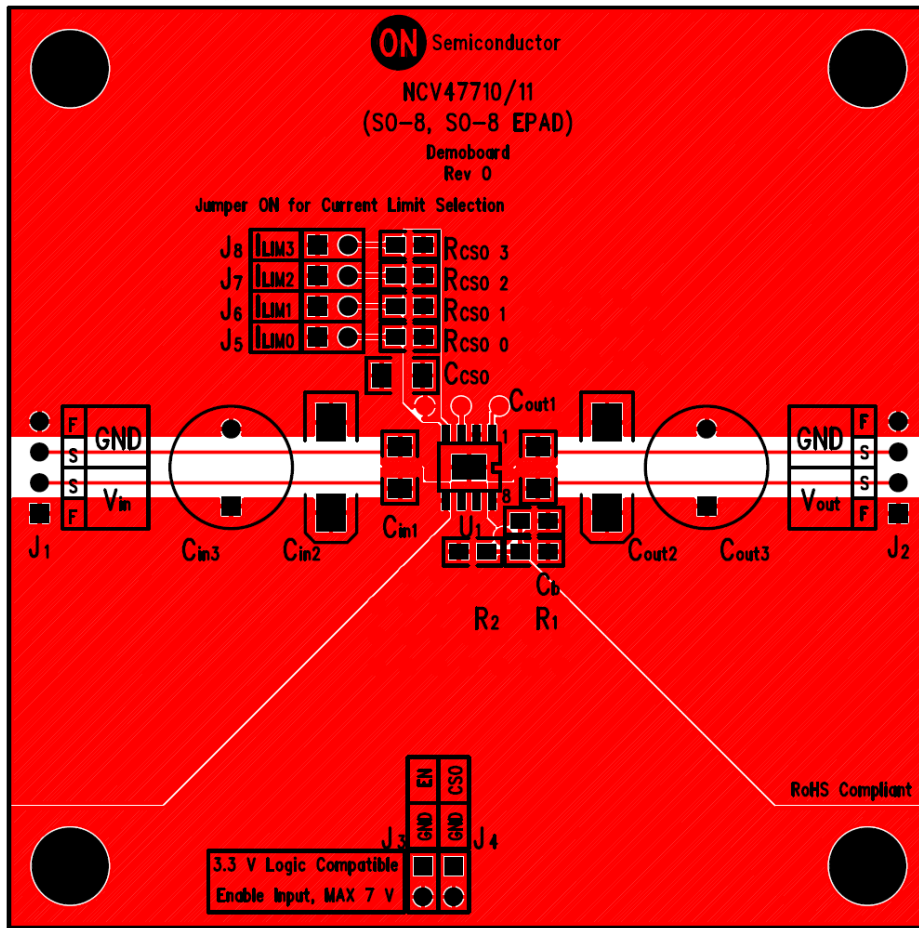 ON Semiconductor
NCV47710/11
(SO-8, SO-8 EPAD)
Demoboard
Rev 0
Jumper ON for Current Limit Selection
J8 ILIM3 RCSO 3
J7 ILIM2 RCSO 2
J6 ILIM1 RCSO 1
J5 ILIM0 RCSO 0
CCSO
Cout1
F GND S S Vin F
1
8
GND F S S Vout F
J1 Cin3 Cin2 Cin1 U1 Cout2 Cout3 J2
Cb
R2 R1
EN CSO
GND GND
J3 J4
RoHS Compliant
3.3 V Logic Compatible
Enable Input, MAX 7 V